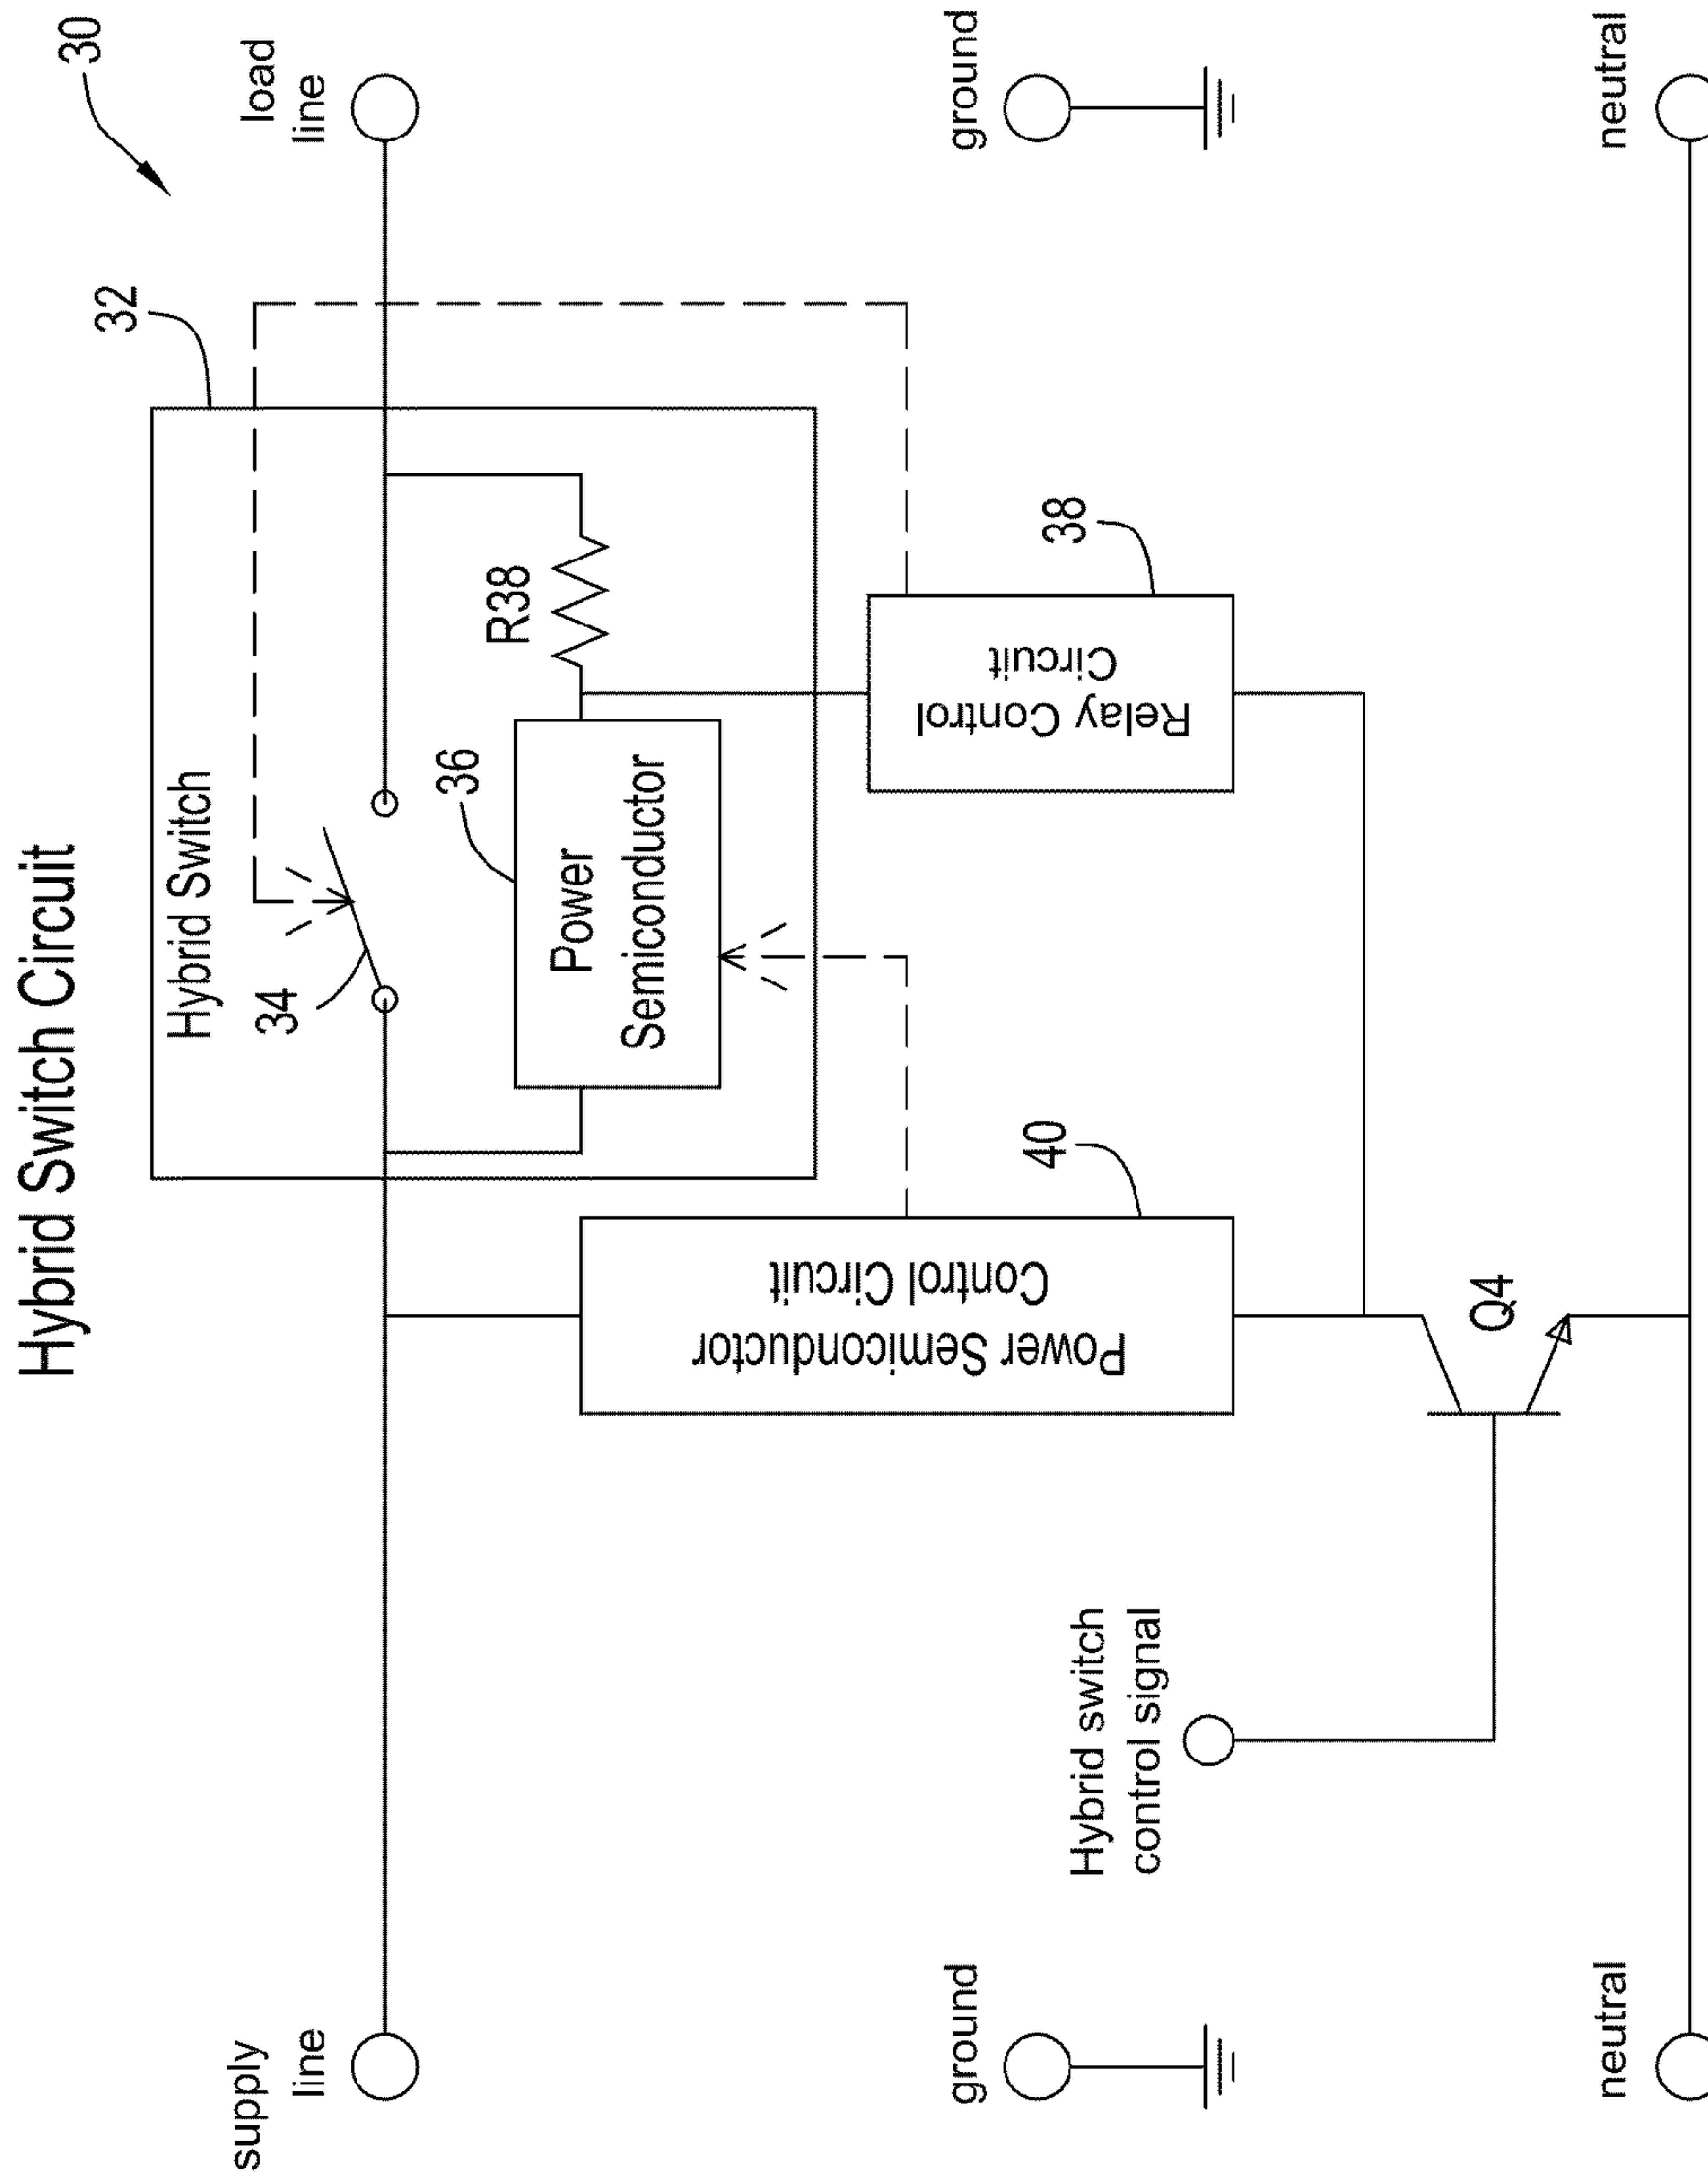 Hybrid Switch Circuit
30
32
supply
line
load
line
Hybrid Switch
34
36
Power
Semiconductor
R38
40
Power Semiconductor
Control Circuit
38
Relay Control
Circuit
ground
ground
Hybrid switch
control signal
Q4
neutral
neutral